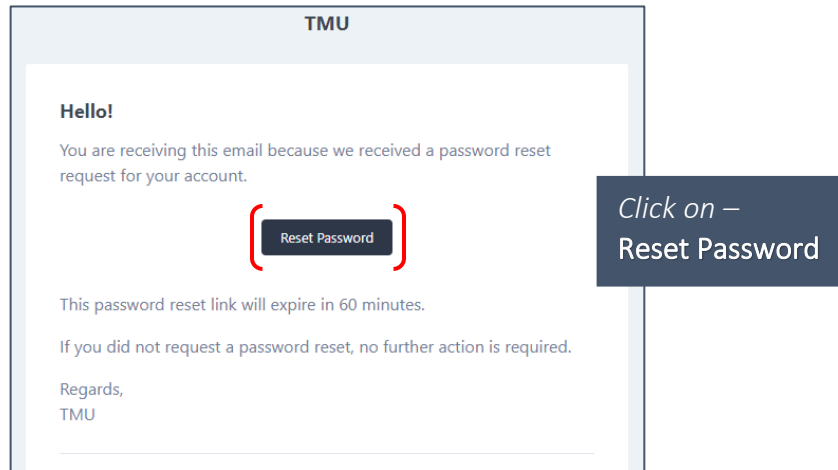 TMU
Hello!
You are receiving this email because we received a password reset
request for your account.
Reset Password
Click on –
Reset Password
This password reset link will expire in 60 minutes.
If you did not request a password reset, no further action is required.
Regards,
TMU